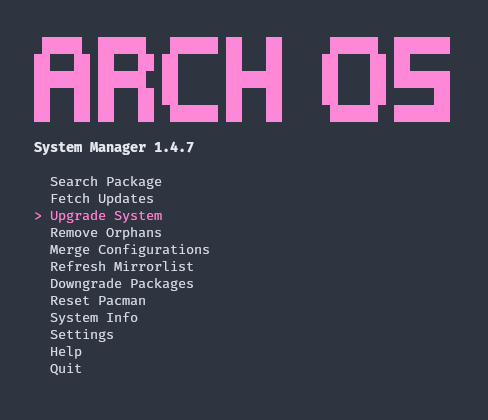 ARCH OS
System Manager 1.4.7
Search Package
Fetch Updates
> Upgrade System
Remove Orphans
Merge Configurations
Refresh Mirrorlist
Downgrade Packages
Reset Pacman
System Info
Settings
Help
Quit